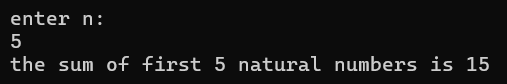 enter n:
5
the sum of first 5 natural numbers is 15